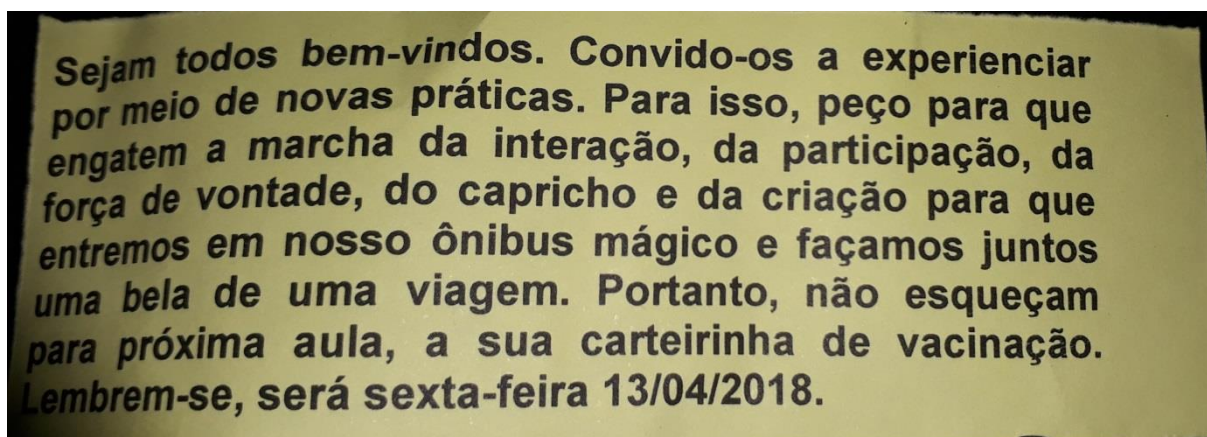 Sejam todos bem-vindos. Convido-os a experienciar
por meio de novas práticas. Para isso, peço para que
engatem a marcha da interação, da participação, da
força de vontade, do capricho e da criação para que
entremos em nosso ônibus mágico e façamos juntos
uma bela de uma viagem. Portanto, não esqueçam
para próxima aula, a sua carteirinha de vacinação.
Lembrem-se, será sexta-feira 13/04/2018.